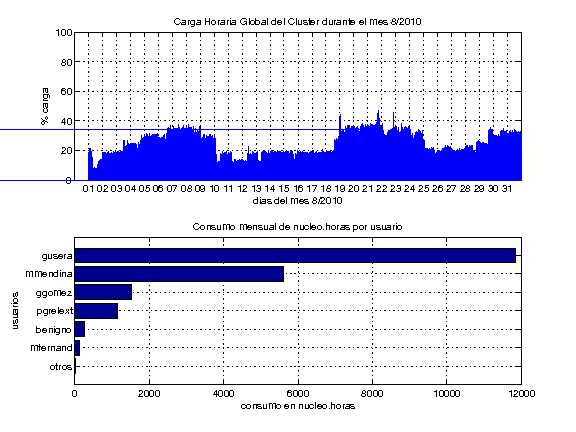 Carga Horaria Global del Cluster durante el mes 8/2010
100
80
60
40
20
0
% carga
01 02 03 04 05 06 07 08 09 10 11 12 13 14 15 16 17 18 19 20 21 22 23 24 25 26 27 28 29 30 31
dias del mes 8/2010
Consumo mensual de nucleo.horas por usuario
usuarios
gusera
mmendina
ggomez
pgrelext
benigno
mfernand
otros
0 2000 4000 6000 8000 10000 12000
consumo en nucleo.horas